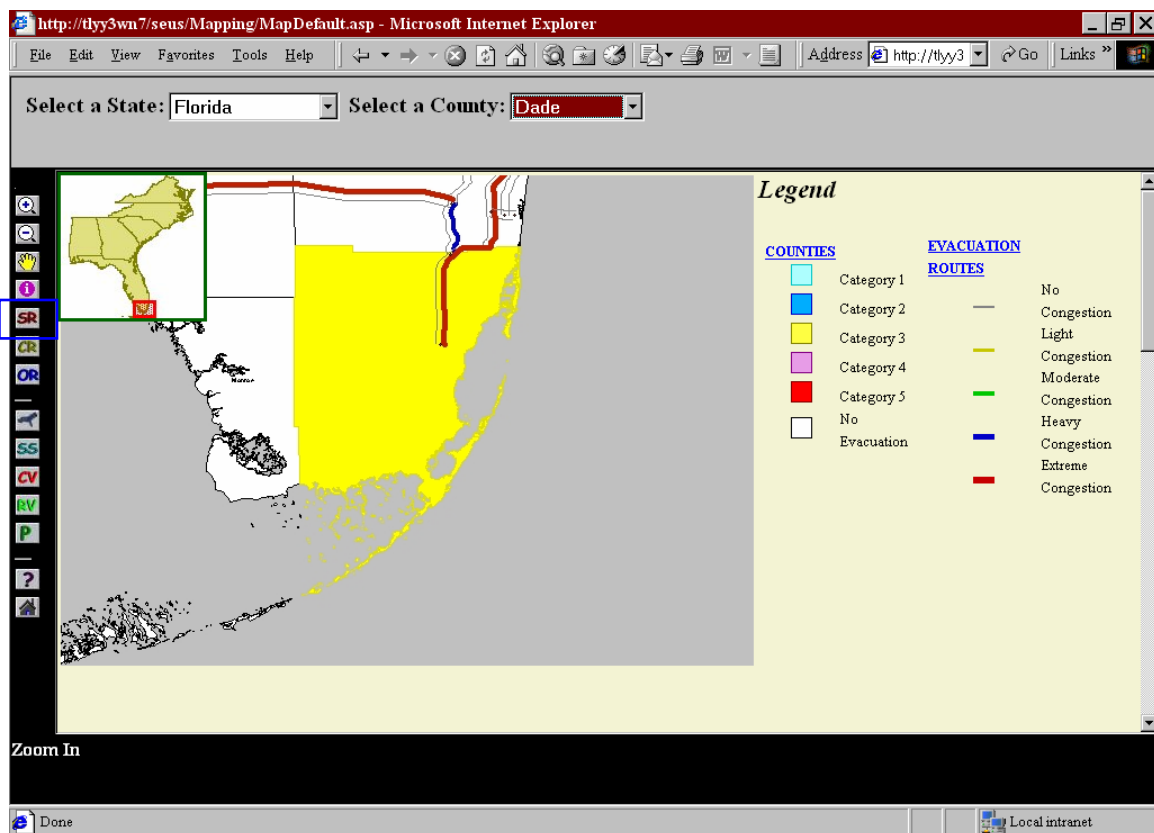 http://tlyy3wn7/seus/Mapping/MapDefault.asp - Microsoft Internet Explorer
File Edit View Favorites Tools Help
Address http://tlyy3 Go Links »
Select a State: Florida Select a County: Dade
SR
CR
OR
SS
CV
RV
P
?
Monroe
Legend
COUNTIES
Category 1
Category 2
Category 3
Category 4
Category 5
No
Evacuation
EVACUATION
ROUTES
No
Congestion
Light
Congestion
Moderate
Congestion
Heavy
Congestion
Extreme
Congestion
Zoom In
Done
Local intranet